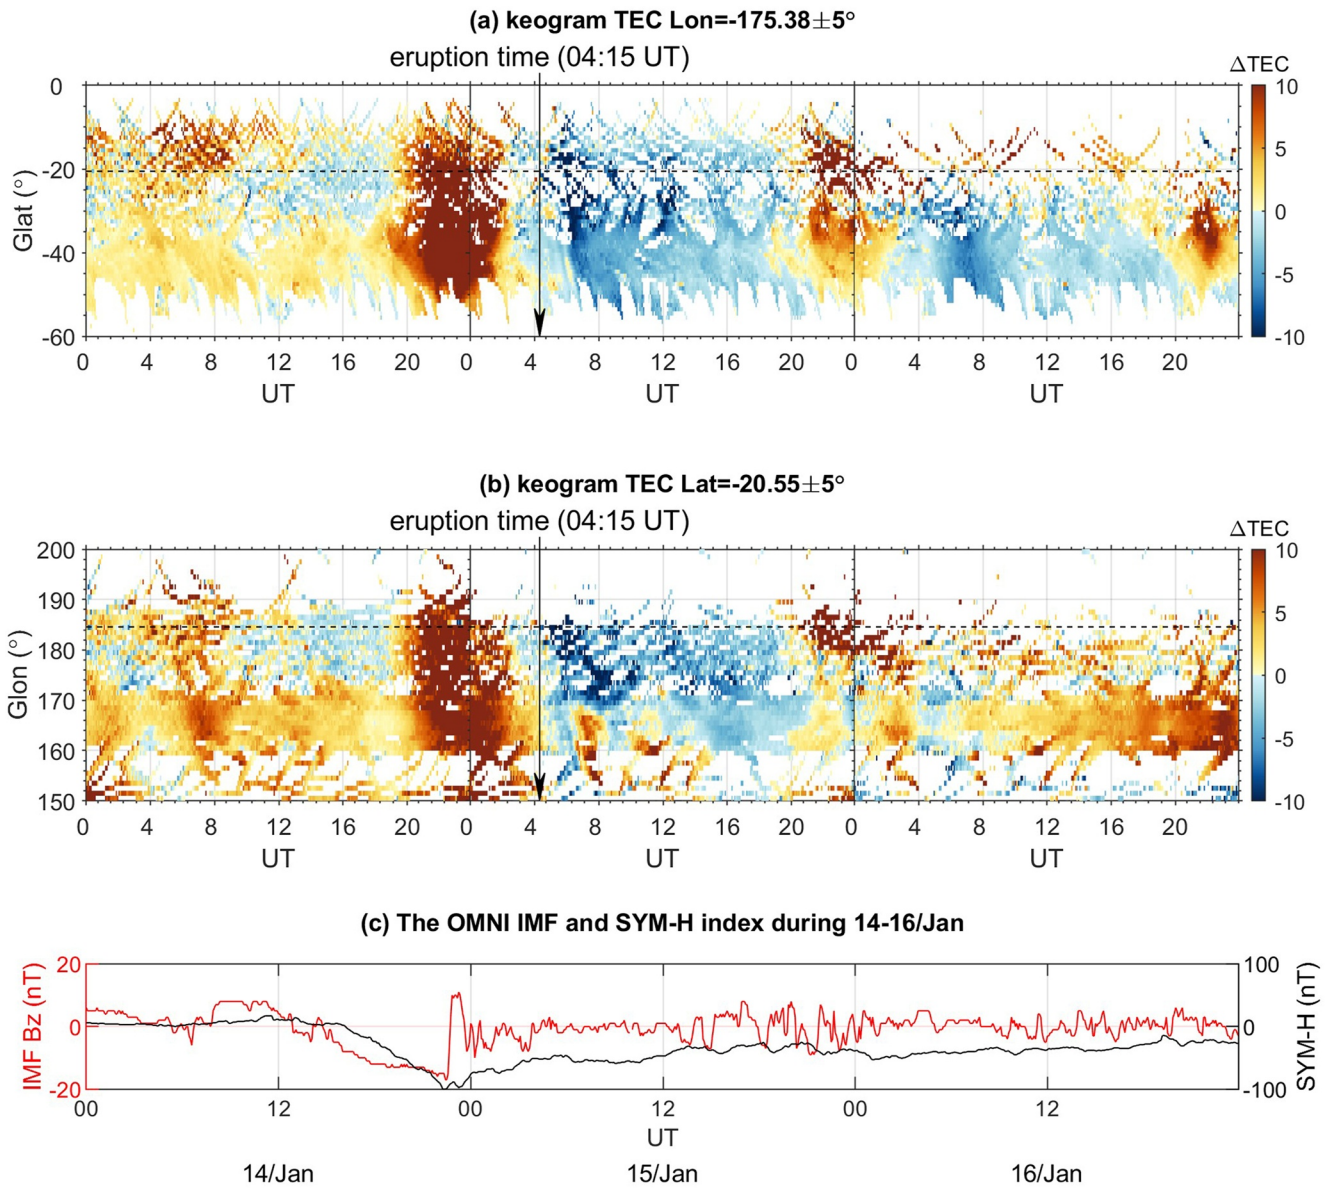 (a) keogram TEC Lon=-175.38±5°
eruption time (04:15 UT)
ΔTEC
Glat (°)
0
-20
-40
-60
10
5
0
-5
-10
0 4 8 12 16 20 0 4 8 12 16 20 0 4 8 12 16 20
UT UT UT
(b) keogram TEC Lat=-20.55±5°
eruption time (04:15 UT)
ΔTEC
Glon (°)
200
190
180
170
160
150
10
5
0
-5
-10
0 4 8 12 16 20 0 4 8 12 16 20 0 4 8 12 16 20
UT UT UT
(c) The OMNI IMF and SYM-H index during 14-16/Jan
IMF Bz (nT)
20
0
-20
100
0
-100
SYM-H (nT)
00 12 00 12 00 12
UT
14/Jan 15/Jan 16/Jan